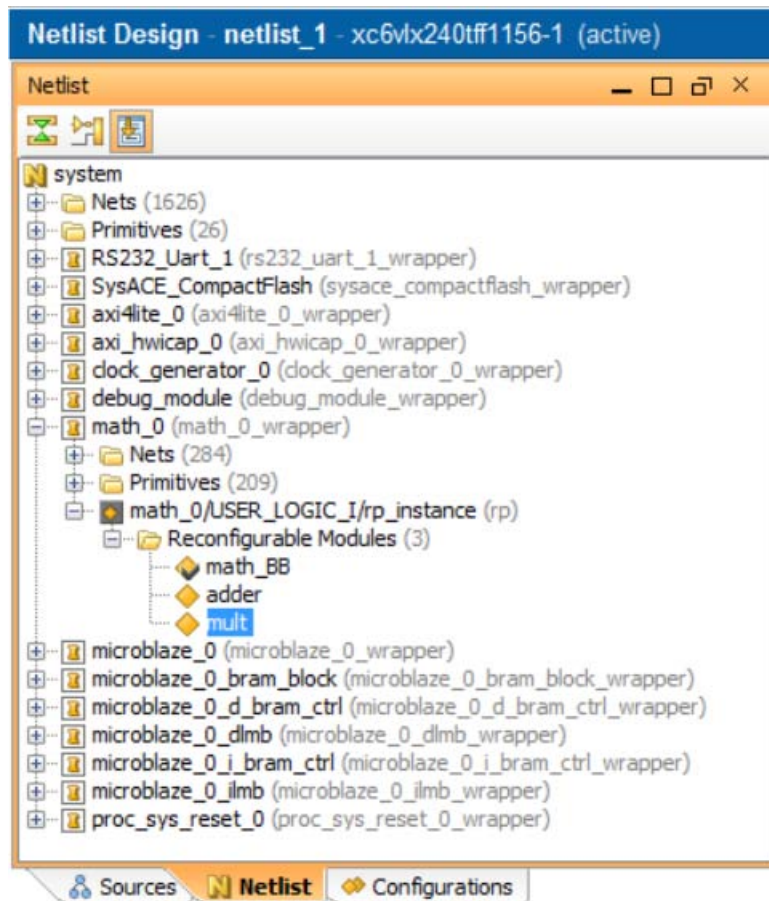 Netlist Design - netlist_1 - xc6vlx240tff1156-1 (active)
Netlist
system
Nets (1626)
Primitives (26)
RS232_Uart_1 (rs232_uart_1_wrapper)
SysACE_CompactFlash (sysace_compactflash_wrapper)
axi4lite_0 (axi4lite_0_wrapper)
axi_hwicap_0 (axi_hwicap_0_wrapper)
clock_generator_0 (clock_generator_0_wrapper)
debug_module (debug_module_wrapper)
math_0 (math_0_wrapper)
Nets (284)
Primitives (209)
math_0/USER_LOGIC_I/rp_instance (rp)
Reconfigurable Modules (3)
math_BB
adder
mult
microblaze_0 (microblaze_0_wrapper)
microblaze_0_bram_block (microblaze_0_bram_block_wrapper)
microblaze_0_d_bram_ctrl (microblaze_0_d_bram_ctrl_wrapper)
microblaze_0_dlmb (microblaze_0_dlmb_wrapper)
microblaze_0_i_bram_ctrl (microblaze_0_i_bram_ctrl_wrapper)
microblaze_0_ilmb (microblaze_0_ilmb_wrapper)
proc_sys_reset_0 (proc_sys_reset_0_wrapper)
Sources Netlist Configurations